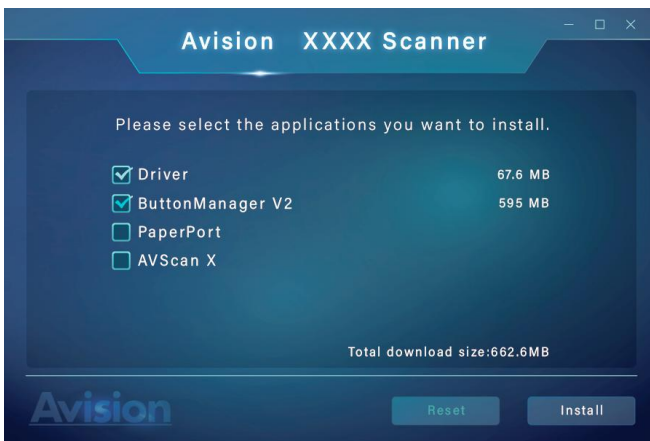 Avision XXXX Scanner
Please select the applications you want to install.
Driver 67.6 MB
ButtonManager V2 595 MB
PaperPort
AVScan X
Total download size:662.6MB
Avision
Reset Install